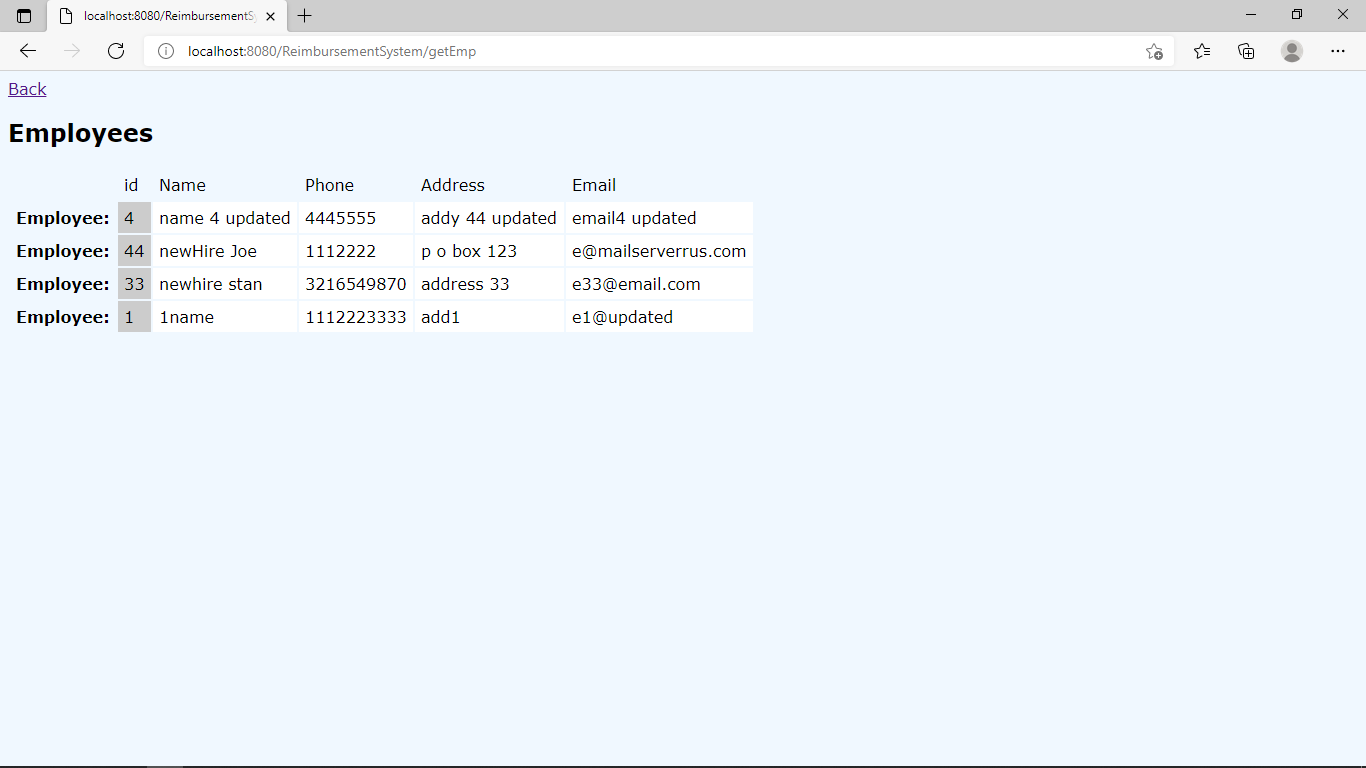 localhost:8080/ReimbursementSy
localhost:8080/ReimbursementSystem/getEmp
Back
Employees
id Name Phone Address Email
Employee: 4 name 4 updated 4445555 addy 44 updated email4 updated
Employee: 44 newHire Joe 1112222 p o box 123 e@mailserverrus.com
Employee: 33 newhire stan 3216549870 address 33 e33@email.com
Employee: 1 1name 1112223333 add1 e1@updated